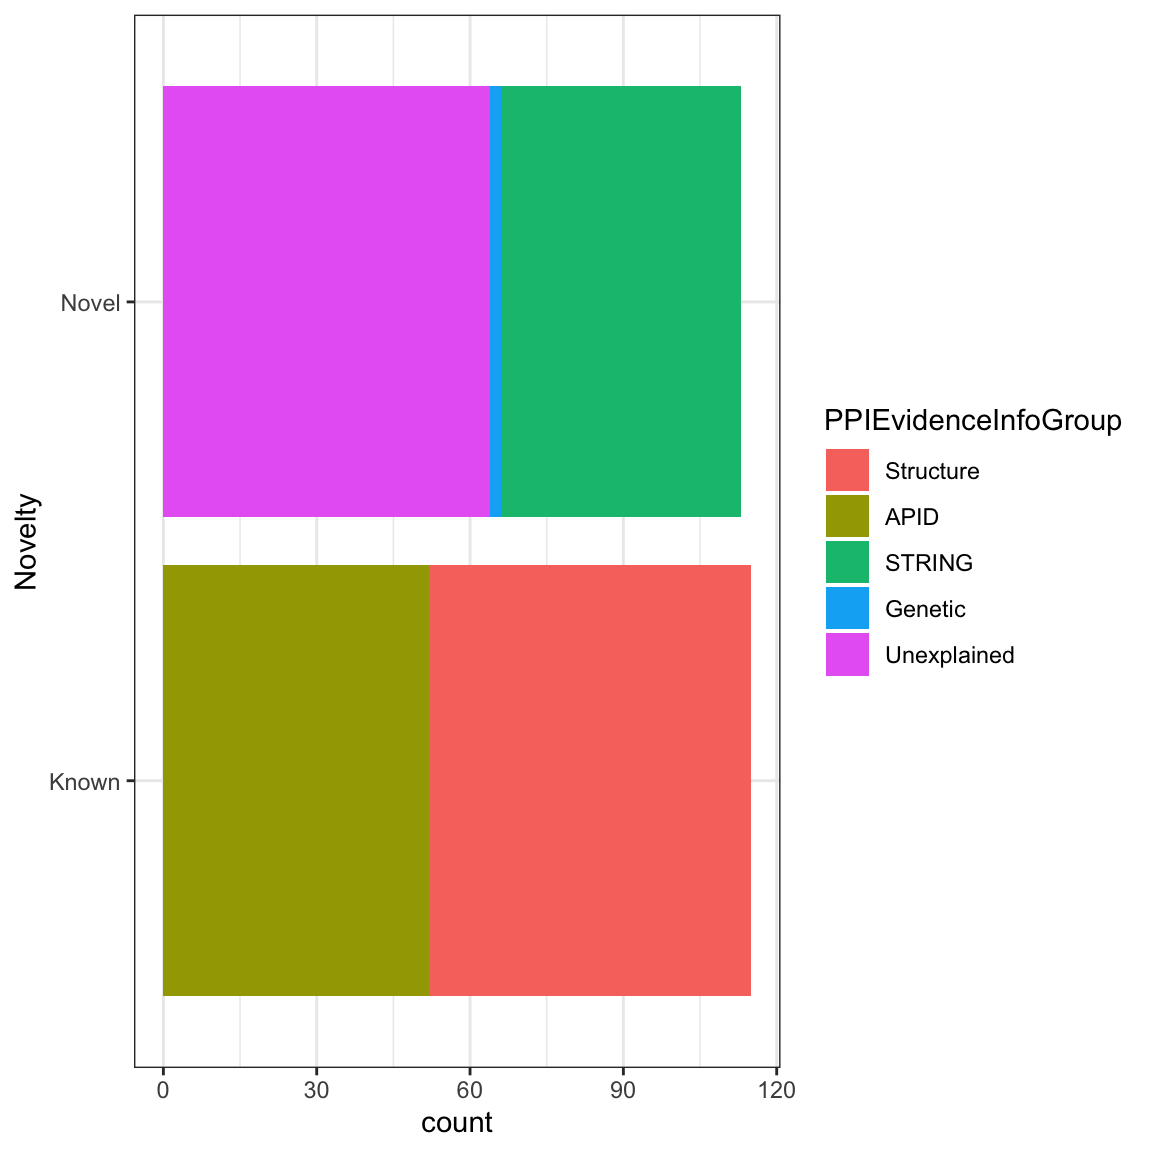 Novelty
Novel
Known
0
30
60
90
120
count
PPIEvidenceInfoGroup
Structure
APID
STRING
Genetic
Unexplained